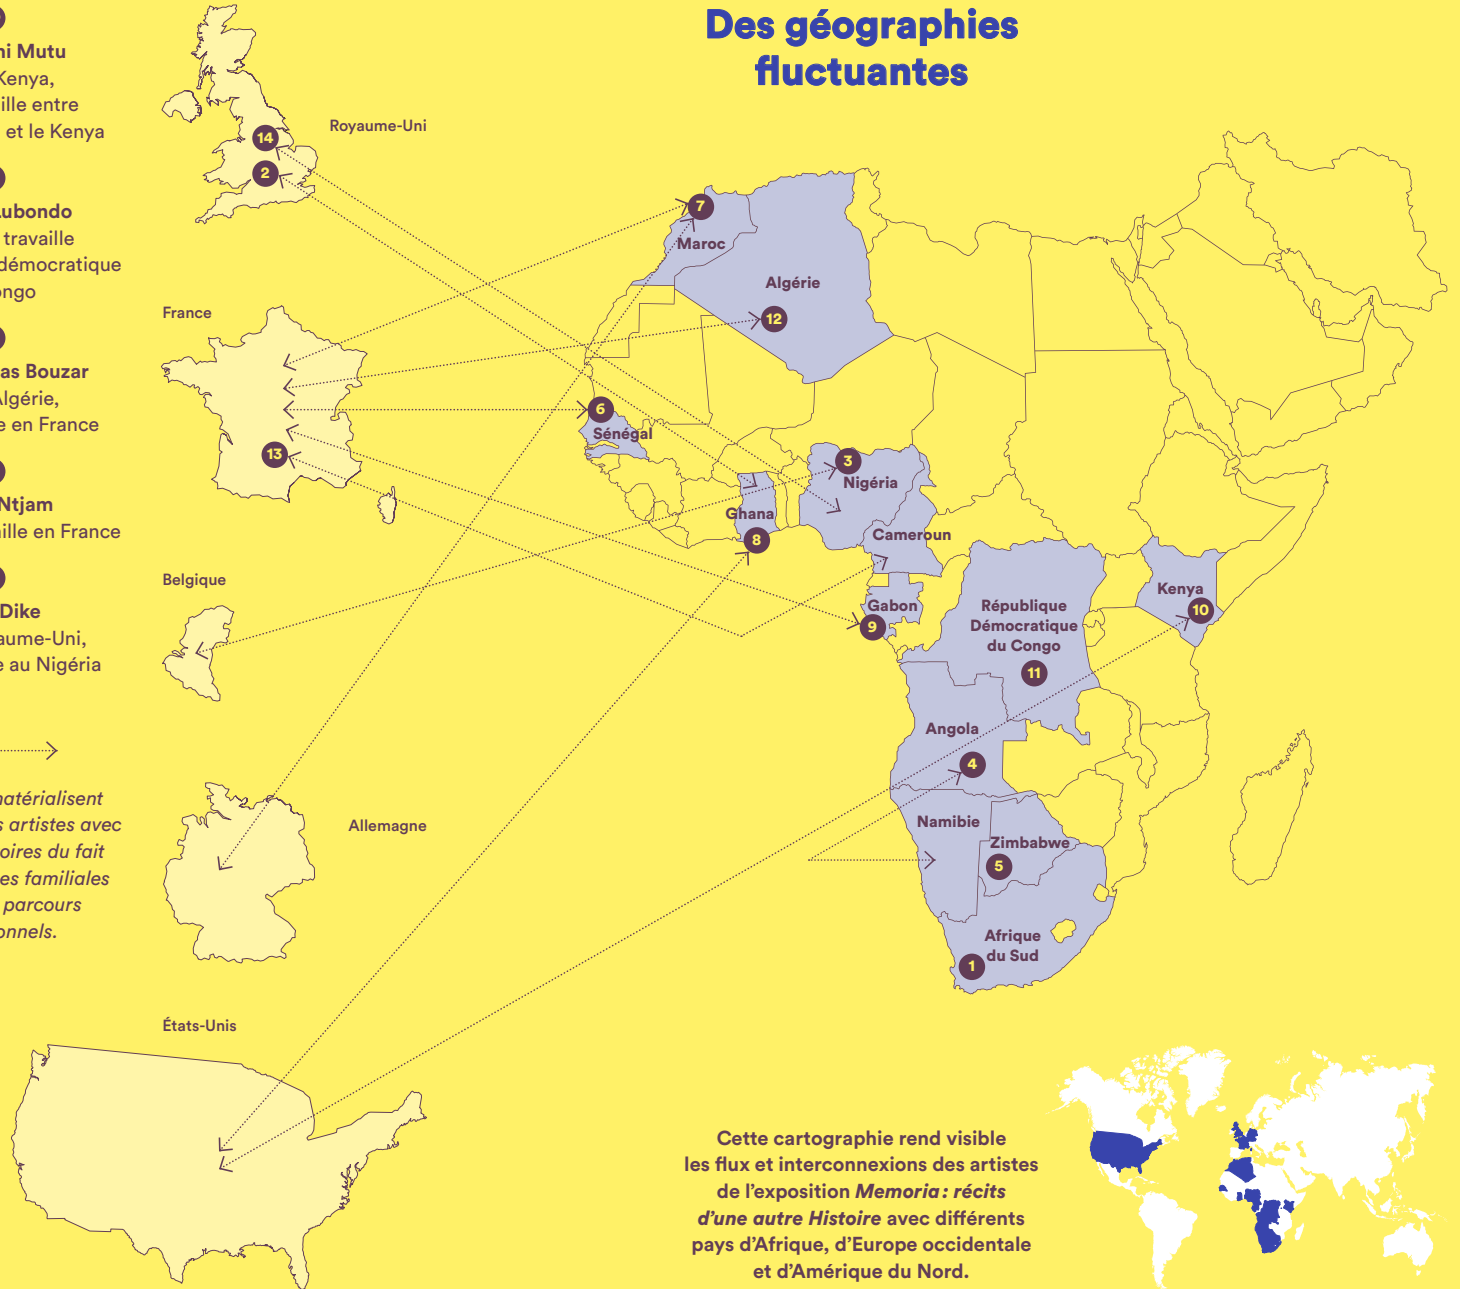 Des géographies
fluctuantes
ni Mutu
Kenya,
ille entre
et le Kenya
Lubondo
travaille
démocratique
ongo
as Bouzar
Algérie,
e en France
Ntjam
aille en France
Dike
aume-Uni,
e au Nigéria
matérialisent
s artistes avec
oires du fait
es familiales
parcours
onnels.
Royaume-Uni
14
2
France
13
Belgique
Allemagne
États-Unis
7
Maroc
Algérie
12
6
Sénégal
3
Nigéria
Ghana
8
Cameroun
Gabon
9
République
Démocratique
du Congo
11
Kenya
10
Angola
4
Namibie
Zimbabwe
5
Afrique
du Sud
1
Cette cartographie rend visible
les flux et interconnexions des artistes
de l’exposition Memoria : récits
d’une autre Histoire avec différents
pays d’Afrique, d’Europe occidentale
et d’Amérique du Nord.